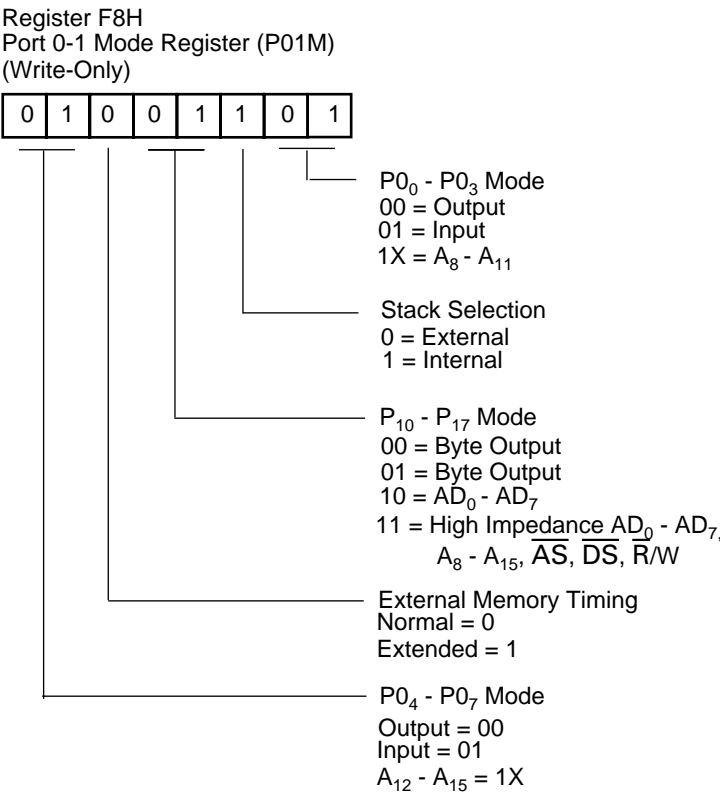 Register F8H
Port 0-1 Mode Register (P01M)
(Write-Only)
0 1 0 0 1 1 0 1
P0₀ - P0₃ Mode
00 = Output
01 = Input
1X = A₈ - A₁₁
Stack Selection
0 = External
1 = Internal
P₁₀ - P₁₇ Mode
00 = Byte Output
01 = Byte Output
10 = AD₀ - AD₇
11 = High Impedance AD₀ - AD₇,
A₈ - A₁₅, A̅S̅, D̅S̅, R̅/W
External Memory Timing
Normal = 0
Extended = 1
P0₄ - P0₇ Mode
Output = 00
Input = 01
A₁₂ - A₁₅ = 1X